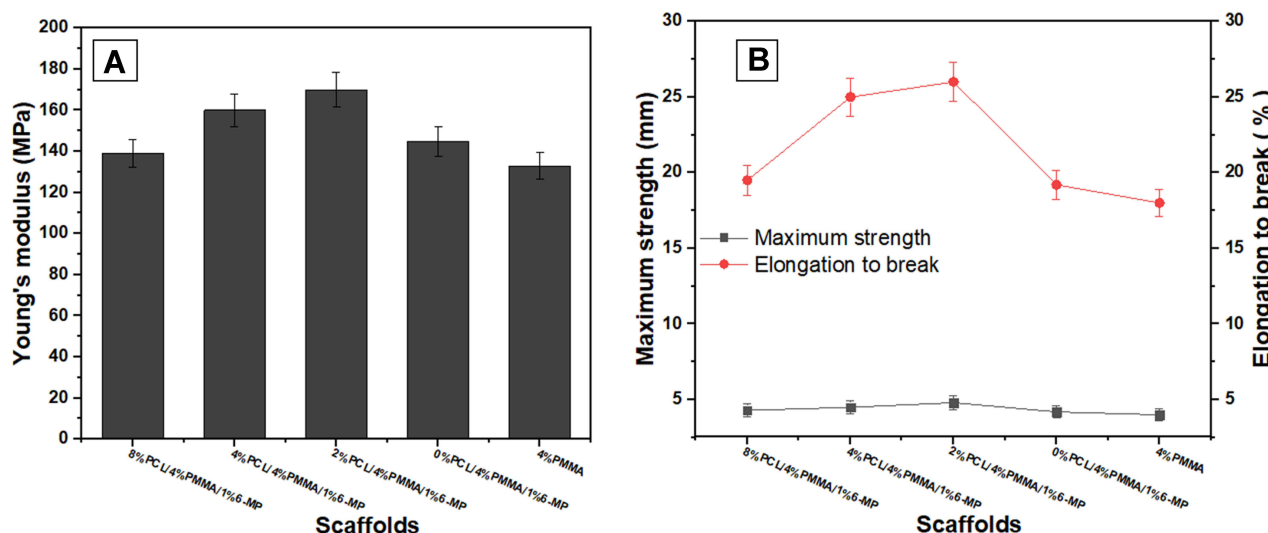 A
Young's modulus (MPa)
200
180
160
140
120
100
80
60
40
20
0
8%PCL/4%PMMA/1%6-MP
4%PCL/4%PMMA/1%6-MP
2%PCL/4%PMMA/1%6-MP
0%PCL/4%PMMA/1%6-MP
4%PMMA
Scaffolds
B
Maximum strength (mm)
30
25
20
15
10
5
Maximum strength
Elongation to break
30
25
20
15
10
5
Elongation to break ( %)
8%PCL/4%PMMA/1%6-MP
4%PCL/4%PMMA/1%6-MP
2%PCL/4%PMMA/1%6-MP
0%PCL/4%PMMA/1%6-MP
4%PMMA
Scaffolds